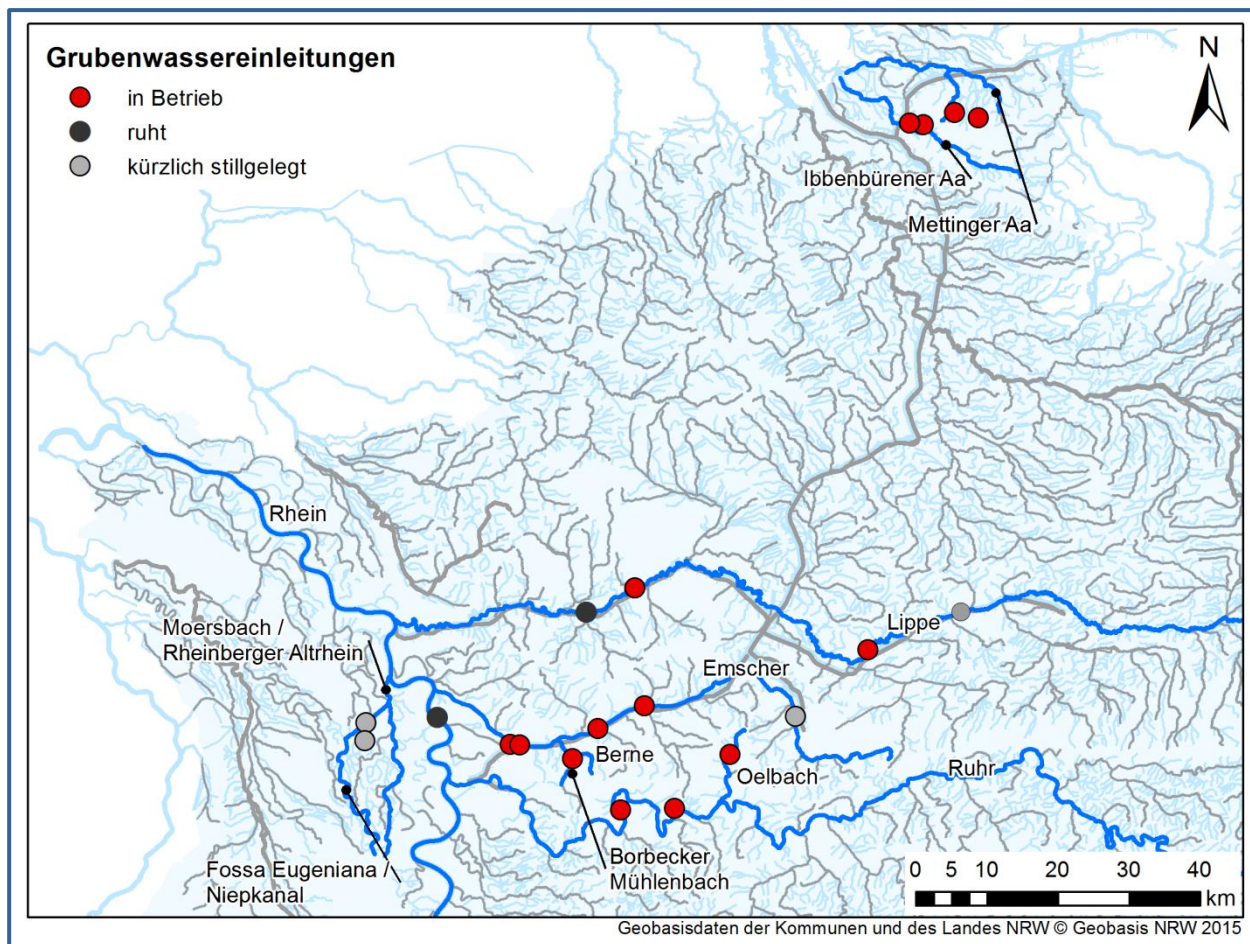 Grubenwassereinleitungen
in Betrieb
ruht
kürzlich stillgelegt
N
Ibbenbürener Aa
Mettinger Aa
Rhein
Moersbach /
Rheinberger Altrhein
Lippe
Emscher
Berne
Oelbach
Ruhr
Fossa Eugeniana /
Niepkanal
Borbecker
Mühlenbach
0 5 10 20 30 40
km
Geobasisdaten der Kommunen und des Landes NRW © Geobasis NRW 2015